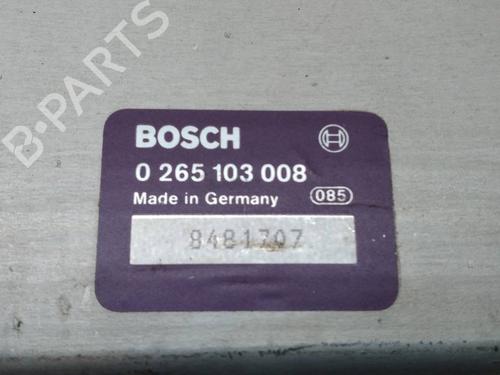 B-PARTS
BOSCH
0 265 103 008
Made in Germany 085
8481707